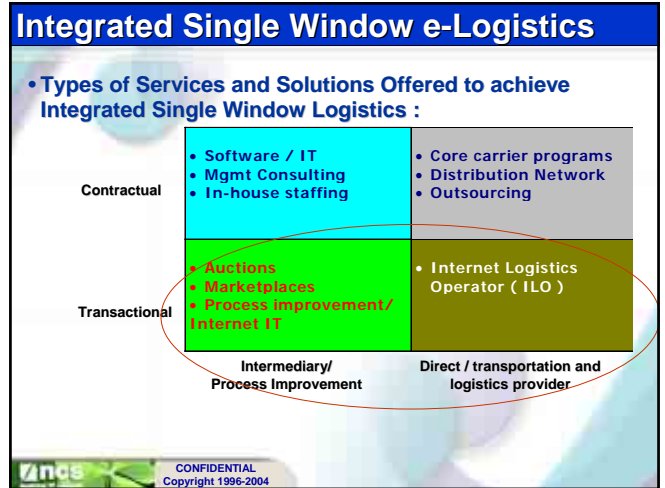 Integrated Single Window e-Logistics
• Types of Services and Solutions Offered to achieve
Integrated Single Window Logistics :
Contractual
• Software / IT
• Mgmt Consulting
• In-house staffing
• Core carrier programs
• Distribution Network
• Outsourcing
Transactional
• Auctions
• Marketplaces
• Process improvement/
Internet IT
• Internet Logistics
Operator ( ILO )
Intermediary/
Process Improvement
Direct / transportation and
logistics provider
ncs
CONFIDENTIAL
Copyright 1996-2004